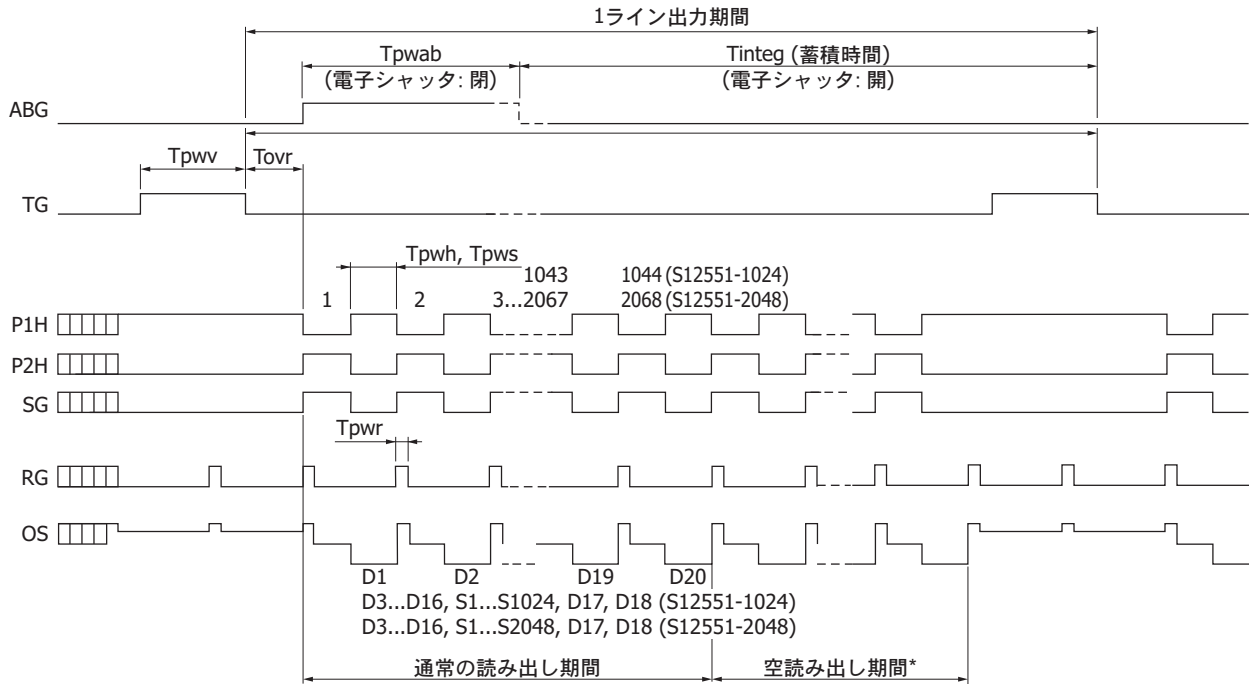 1ライン出力期間
Tpwab
Tinteg (蓄積時間)
(電子シャッタ: 閉)
(電子シャッタ: 開)
ABG
Tpwv
Tovr
TG
Tpwh, Tpws
1043
1044 (S12551-1024)
1
2
3...2067
2068 (S12551-2048)
P1H
P2H
SG
Tpwr
RG
OS
D1
D2
D19
D20
D3...D16, S1...S1024, D17, D18 (S12551-1024)
D3...D16, S1...S2048, D17, D18 (S12551-2048)
通常の読み出し期間
空読み出し期間*